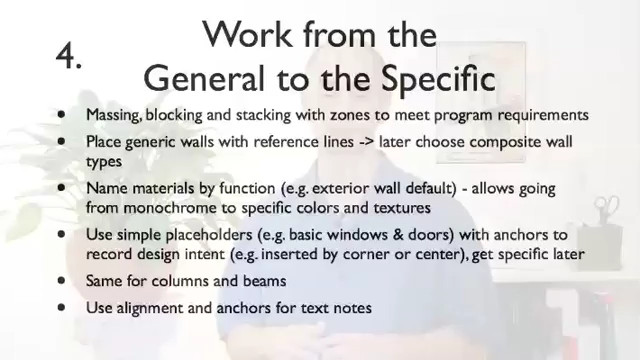 4.
Work from the
General to the Specific
• Massing, blocking and stacking with zones to meet program requirements
• Place generic walls with reference lines -> later choose composite wall
types
• Name materials by function (e.g. exterior wall default) - allows going
from monochrome to specific colors and textures
• Use simple placeholders (e.g. basic windows & doors) with anchors to
record design intent (e.g. inserted by corner or center), get specific later
• Same for columns and beams
• Use alignment and anchors for text notes